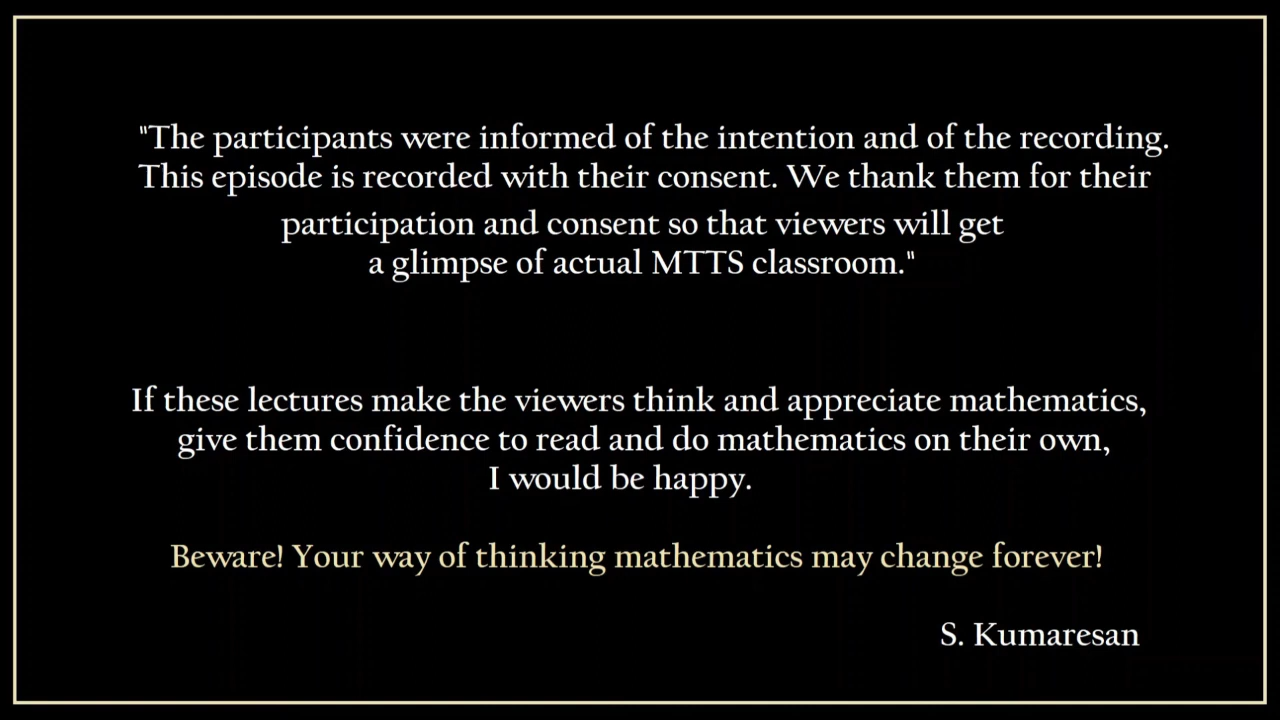 "The participants were informed of the intention and of the recording.
This episode is recorded with their consent. We thank them for their
participation and consent so that viewers will get
a glimpse of actual MTTS classroom."
If these lectures make the viewers think and appreciate mathematics,
give them confidence to read and do mathematics on their own,
I would be happy.
Beware! Your way of thinking mathematics may change forever!
S. Kumaresan